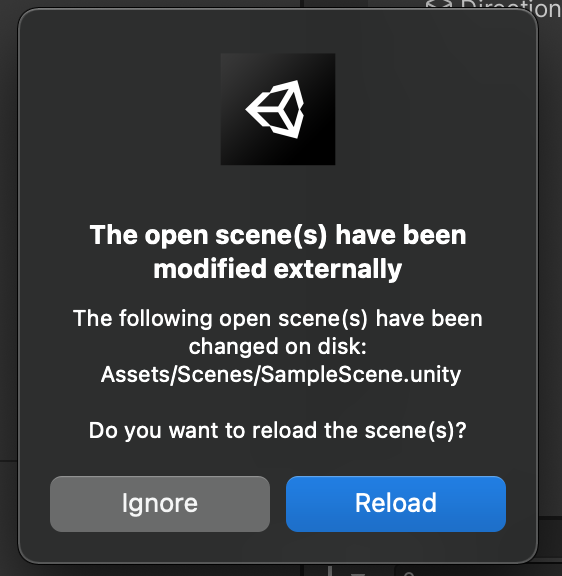 Direction
The open scene(s) have been
modified externally
The following open scene(s) have been
changed on disk:
Assets/Scenes/SampleScene.unity
Do you want to reload the scene(s)?
Ignore
Reload